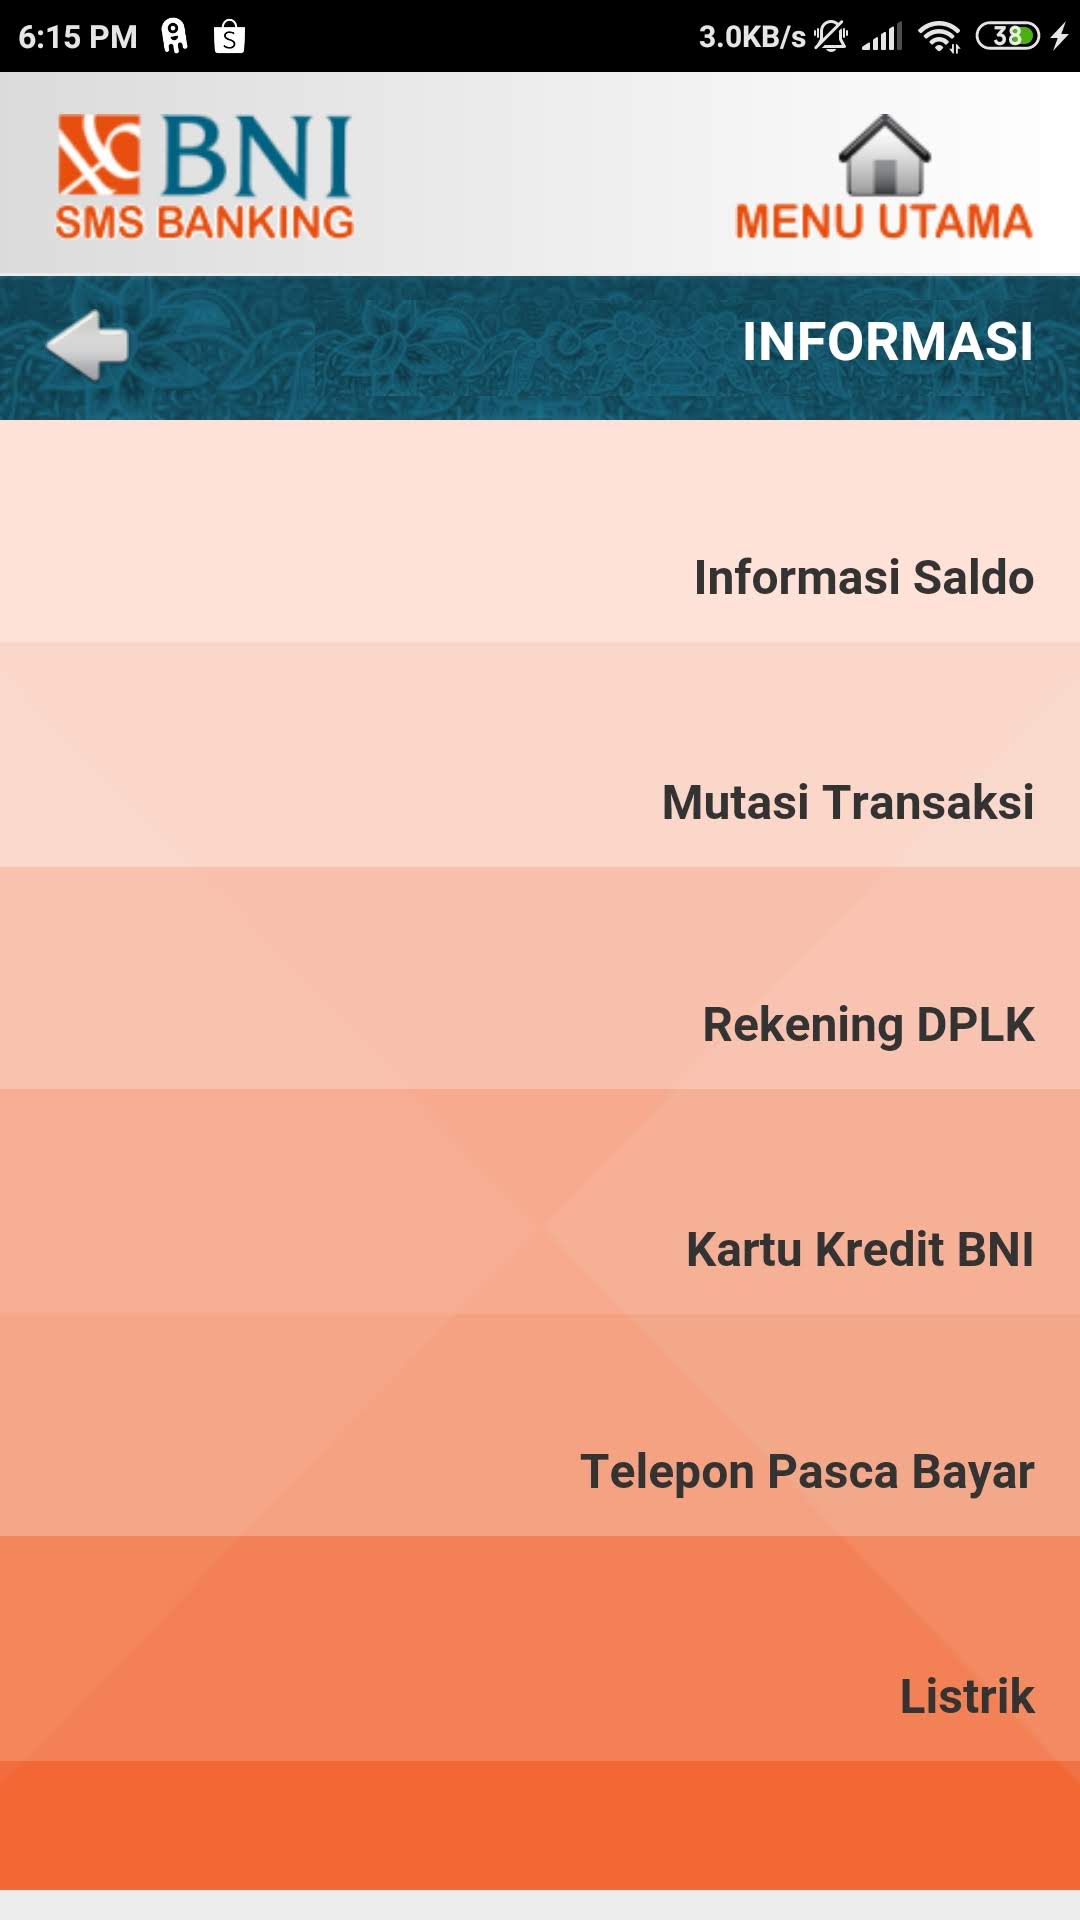 6:15 PM 3.0KB/s 38
BNI
SMS BANKING
MENU UTAMA
INFORMASI
Informasi Saldo
Mutasi Transaksi
Rekening DPLK
Kartu Kredit BNI
Telepon Pasca Bayar
Listrik